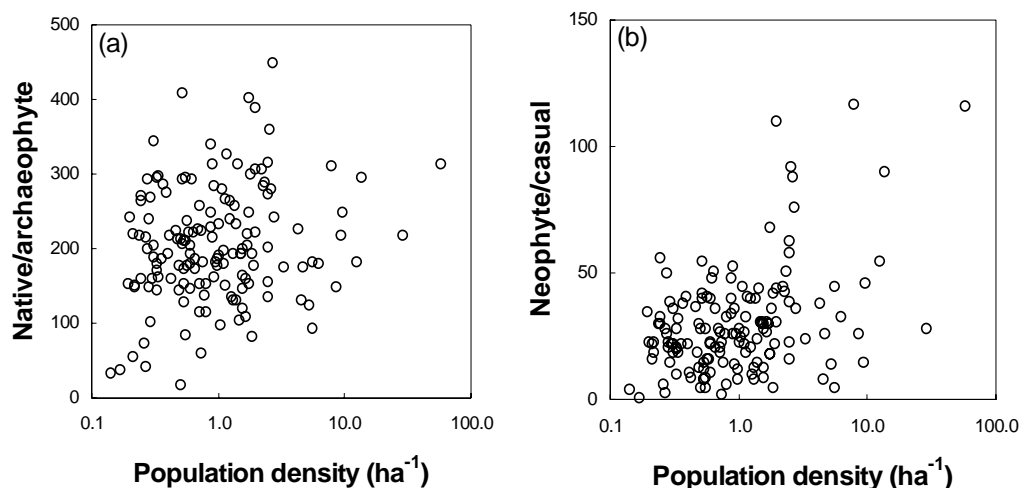 (a)
Native/archaeophyte
500
400
300
200
100
0
0.1 1.0 10.0 100.0
Population density (ha⁻¹)
(b)
Neophyte/casual
150
100
50
0
0.1 1.0 10.0 100.0
Population density (ha⁻¹)